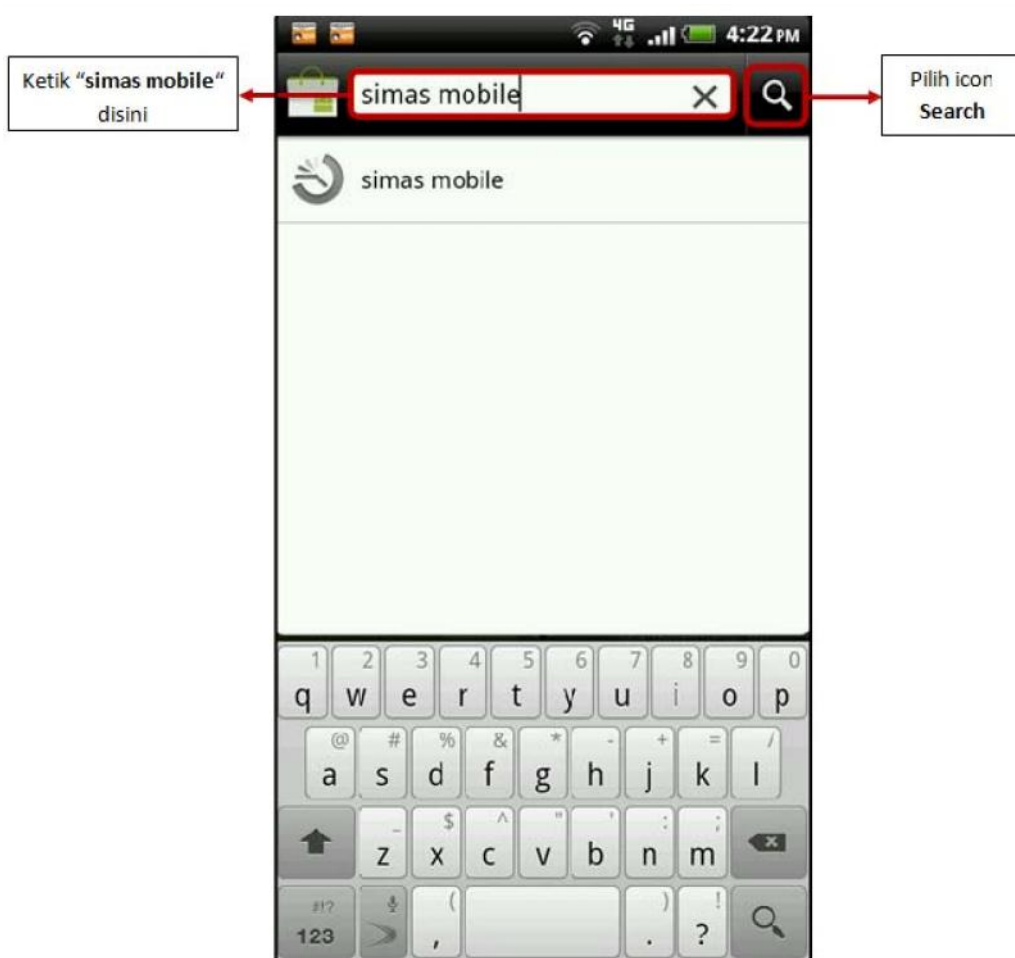 4G 4:22 PM
Ketik “simas mobile“
disini
simas mobile
Pilih icon
Search
simas mobile
1 2 3 4 5 6 7 8 9 0
q w e r t y u i o p
@ # % & * - + = /
a s d f g h j k l
_ $ ^ " ' : ;
z x c v b n m
#!? ( ) !
123 , . ?